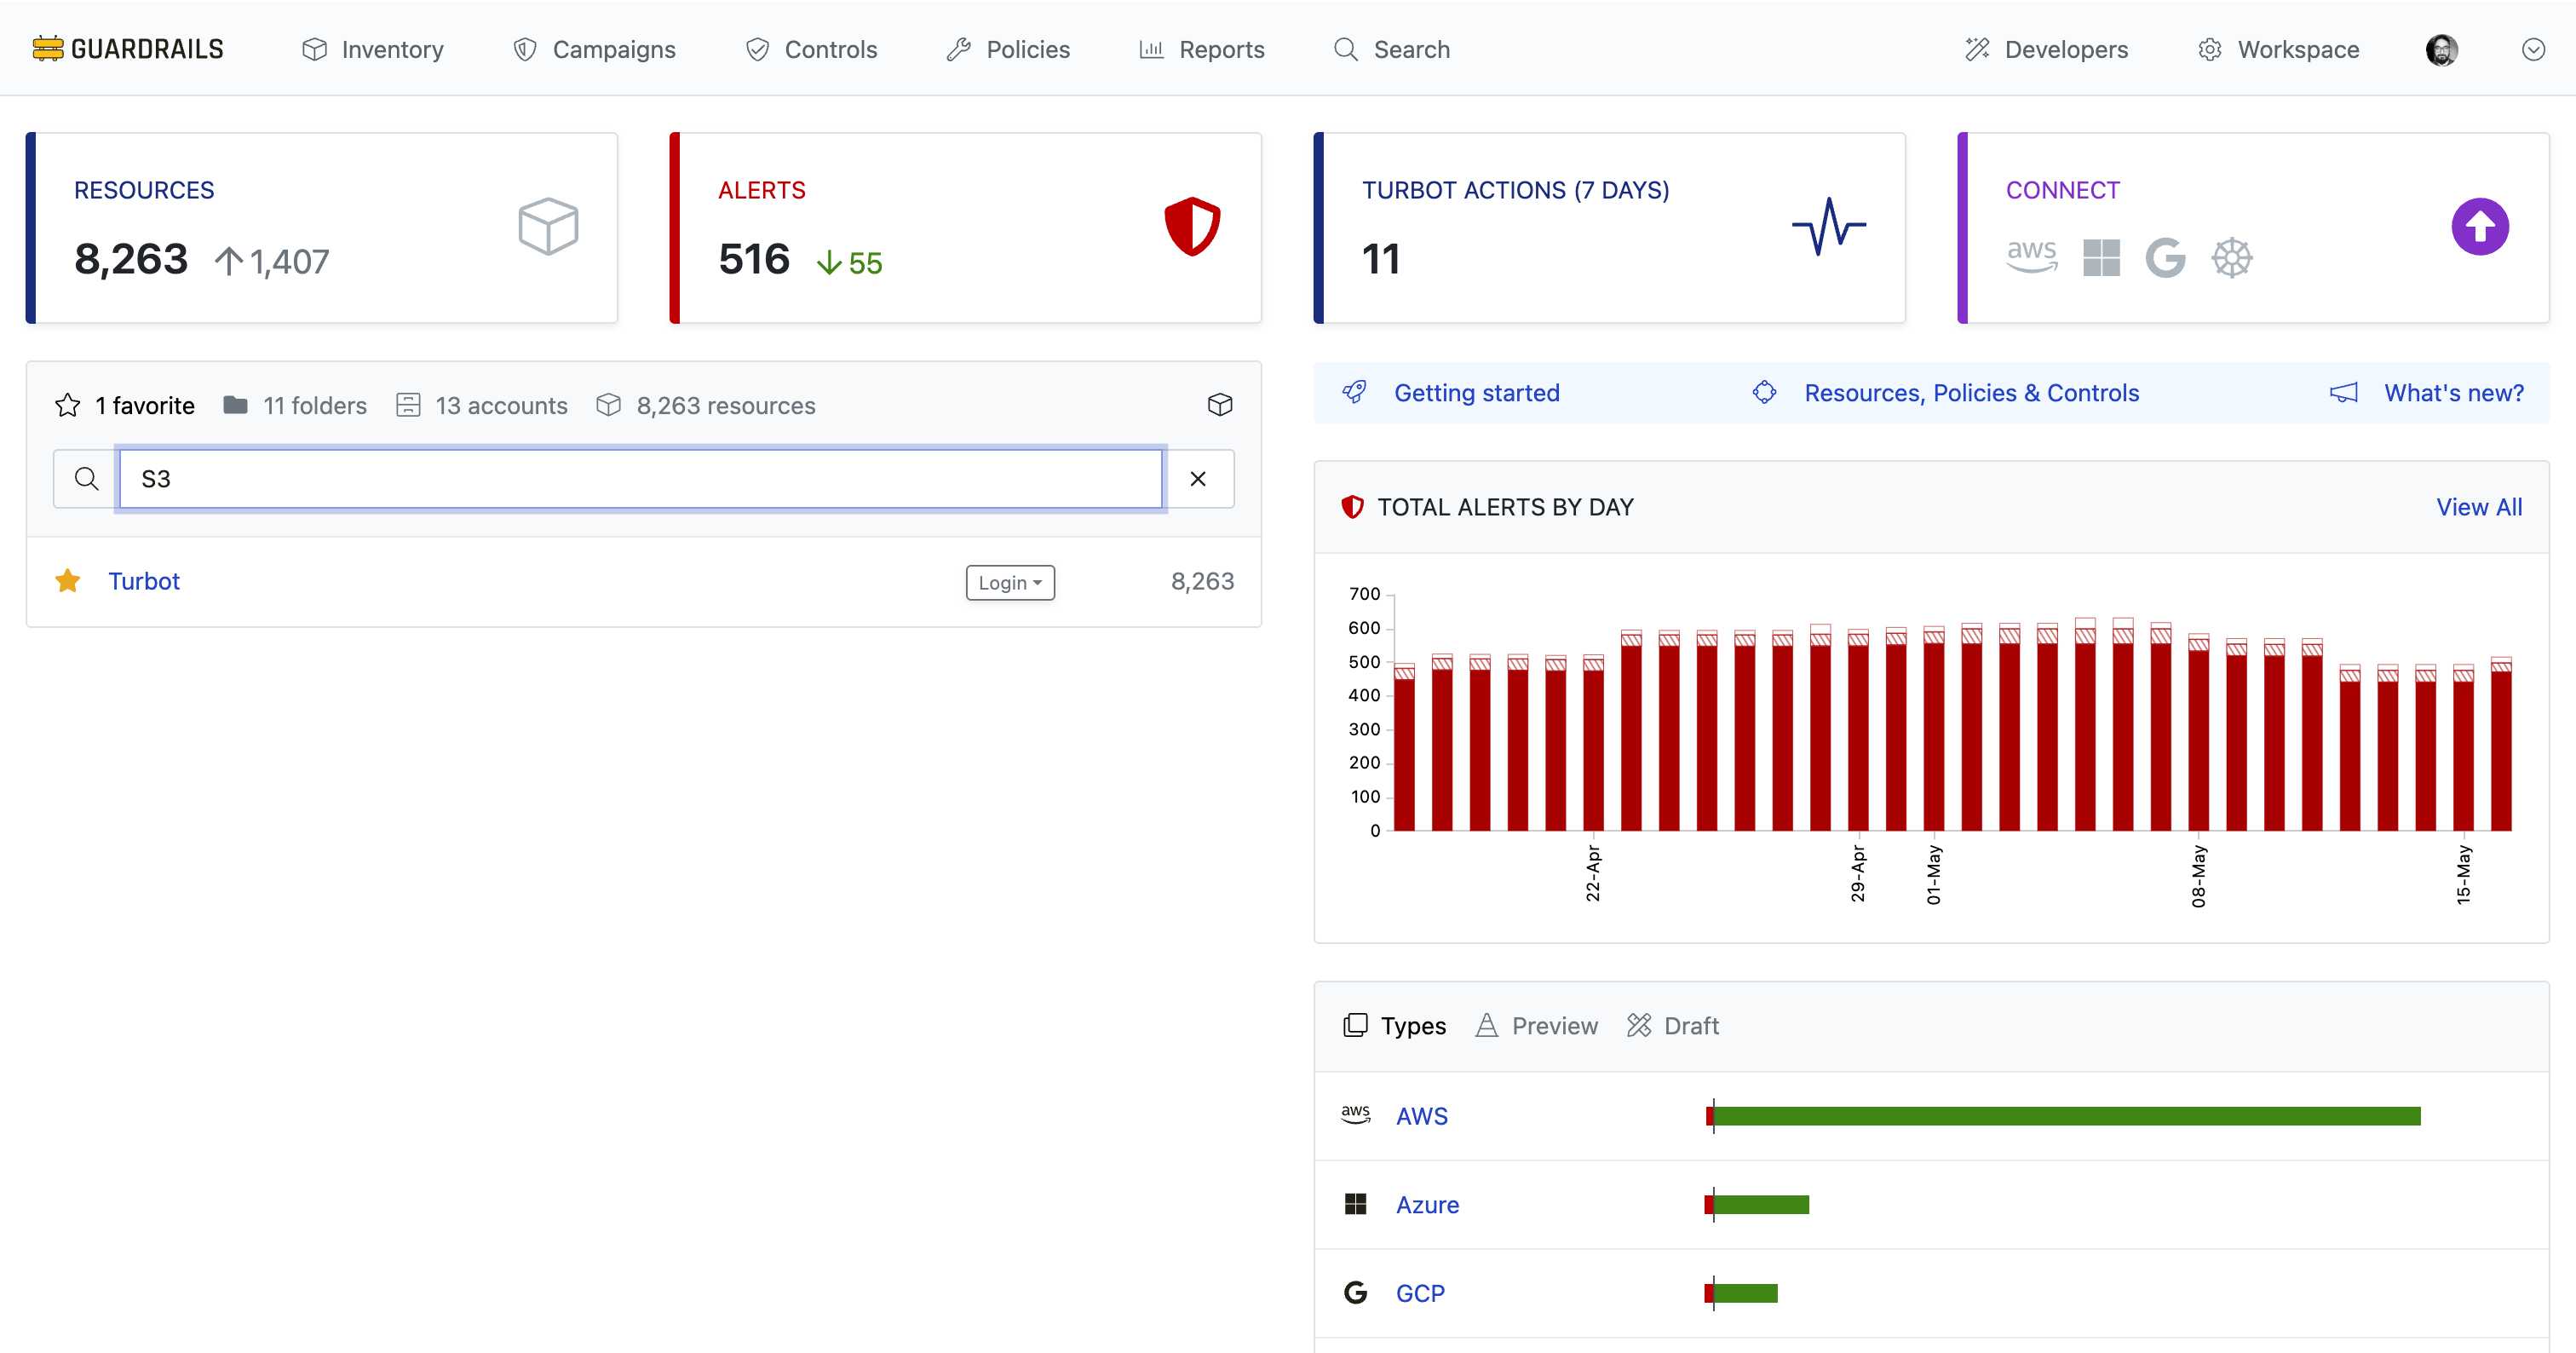 GUARDRAILS
Inventory
Campaigns
Controls
Policies
Reports
Search
Developers
Workspace
RESOURCES
8,263 1,407
ALERTS
516 55
TURBOT ACTIONS (7 DAYS)
11
CONNECT
aws
1 favorite 11 folders 13 accounts 8,263 resources
S3
Turbot Login 8,263
Getting started Resources, Policies & Controls What's new?
TOTAL ALERTS BY DAY View All
700
600
500
400
300
200
100
0
22-Apr
29-Apr
01-May
08-May
15-May
Types Preview Draft
aws AWS
Azure
GCP